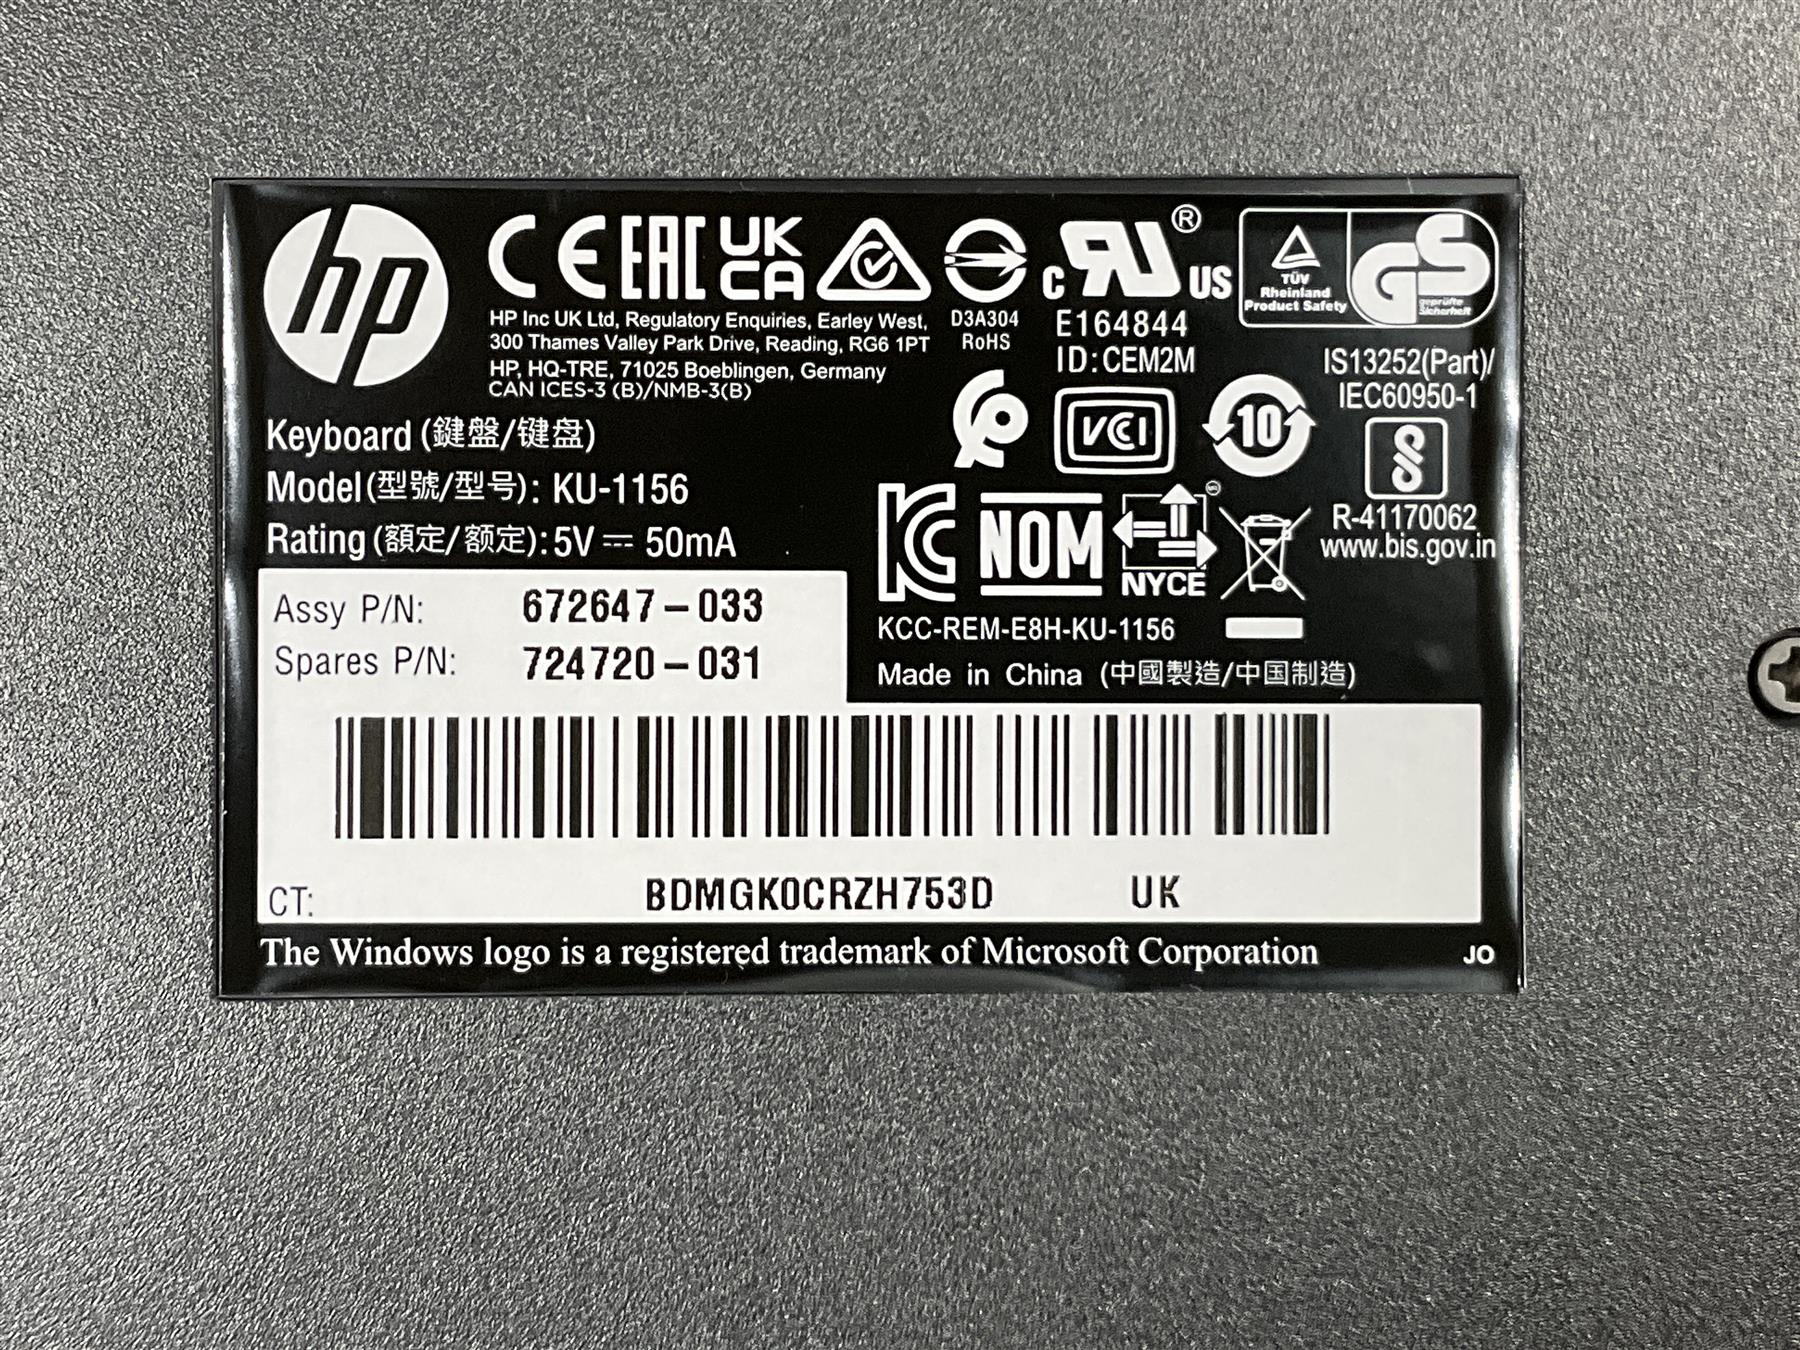 hp
CE EAC UK CA
c RU US ®
TÜV
Rheinland
Product Safety
GS
geprüfte
Sicherheit
HP Inc UK Ltd, Regulatory Enquiries, Earley West,
300 Thames Valley Park Drive, Reading, RG6 1PT
HP, HQ-TRE, 71025 Boeblingen, Germany
CAN ICES-3 (B)/NMB-3(B)
D3A304
RoHS
E164844
ID:CEM2M
IS13252(Part)/
IEC60950-1
Keyboard (鍵盤/键盘)
Model(型號/型号): KU-1156
Rating (額定/额定): 5V ⎓ 50mA
VCI
10
R-41170062
www.bis.gov.in
KC NOM NYCE
KCC-REM-E8H-KU-1156
Made in China (中國製造/中国制造)
Assy P/N: 672647-033
Spares P/N: 724720-031
CT: BDMGK0CRZH753D UK
The Windows logo is a registered trademark of Microsoft Corporation JO